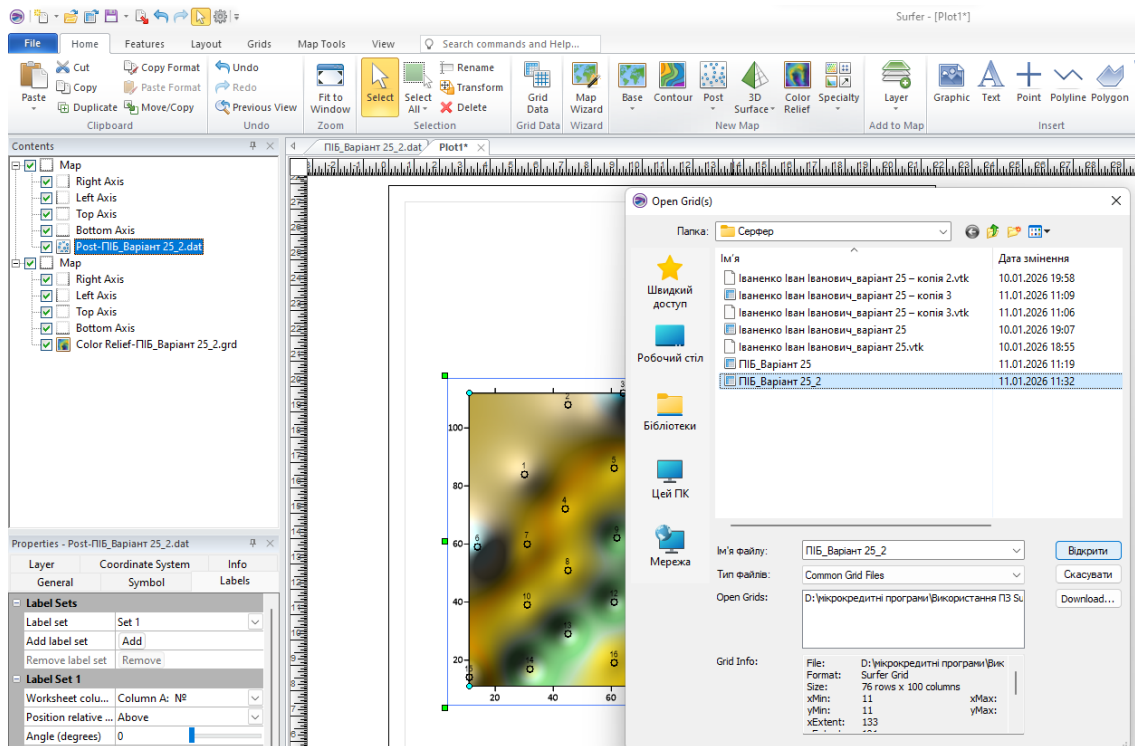 Surfer - [Plot1*]
File Home Features Layout Grids Map Tools View Search commands and Help...
Paste Cut Copy Duplicate Copy Format Paste Format Move/Copy Undo Redo Previous View Fit to Window Select Select All Rename Transform Delete Grid Data Map Wizard Base Contour Post 3D Surface Color Relief Specialty Layer Graphic Text Point Polyline Polygon
Clipboard Undo Zoom Selection Grid Data Wizard New Map Add to Map Insert
Contents
ПІБ_Варіант 25_2.dat Plot1*
Map
Right Axis
Left Axis
Top Axis
Bottom Axis
Post-ПІБ_Варіант 25_2.dat
Map
Right Axis
Left Axis
Top Axis
Bottom Axis
Color Relief-ПІБ_Варіант 25_2.grd
Properties - Post-ПІБ_Варіант 25_2.dat
Layer Coordinate System Info
General Symbol Labels
Label Sets
Label set Set 1
Add label set Add
Remove label set Remove
Label Set 1
Worksheet colu... Column A: №
Position relative ... Above
Angle (degrees) 0
100
80
60
40
20
20 40 60
2
3
1
5
4
6
7
9
8
10
12
13
14
16
Open Grid(s)
Папка: Серфер
Швидкий доступ
Робочий стіл
Бібліотеки
Цей ПК
Мережа
Ім'я Дата змінення
Іваненко Іван Іванович_варіант 25 – копія 2.vtk 10.01.2026 19:58
Іваненко Іван Іванович_варіант 25 – копія 3 11.01.2026 11:09
Іваненко Іван Іванович_варіант 25 – копія 3.vtk 11.01.2026 11:06
Іваненко Іван Іванович_варіант 25 10.01.2026 19:07
Іваненко Іван Іванович_варіант 25.vtk 10.01.2026 18:55
ПІБ_Варіант 25 11.01.2026 11:19
ПІБ_Варіант 25_2 11.01.2026 11:32
Ім'я файлу: ПІБ_Варіант 25_2 Відкрити
Тип файлів: Common Grid Files Скасувати
Open Grids: D:\мікрокредитні програми\Використання ПЗ Su Download...
Grid Info: File: D:\мікрокредитні програми\Вик
Format: Surfer Grid
Size: 76 rows x 100 columns
xMin: 11 xMax:
yMin: 11 yMax:
xExtent: 133